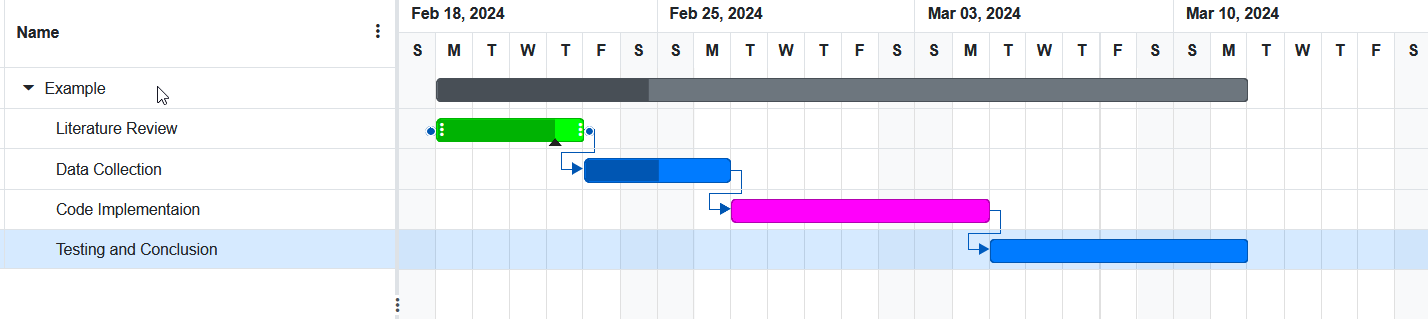 Name
Feb 18, 2024 Feb 25, 2024 Mar 03, 2024 Mar 10, 2024
S M T W T F S S M T W T F S S M T W T F S S M T W T F S
Example
Literature Review
Data Collection
Code Implementaion
Testing and Conclusion